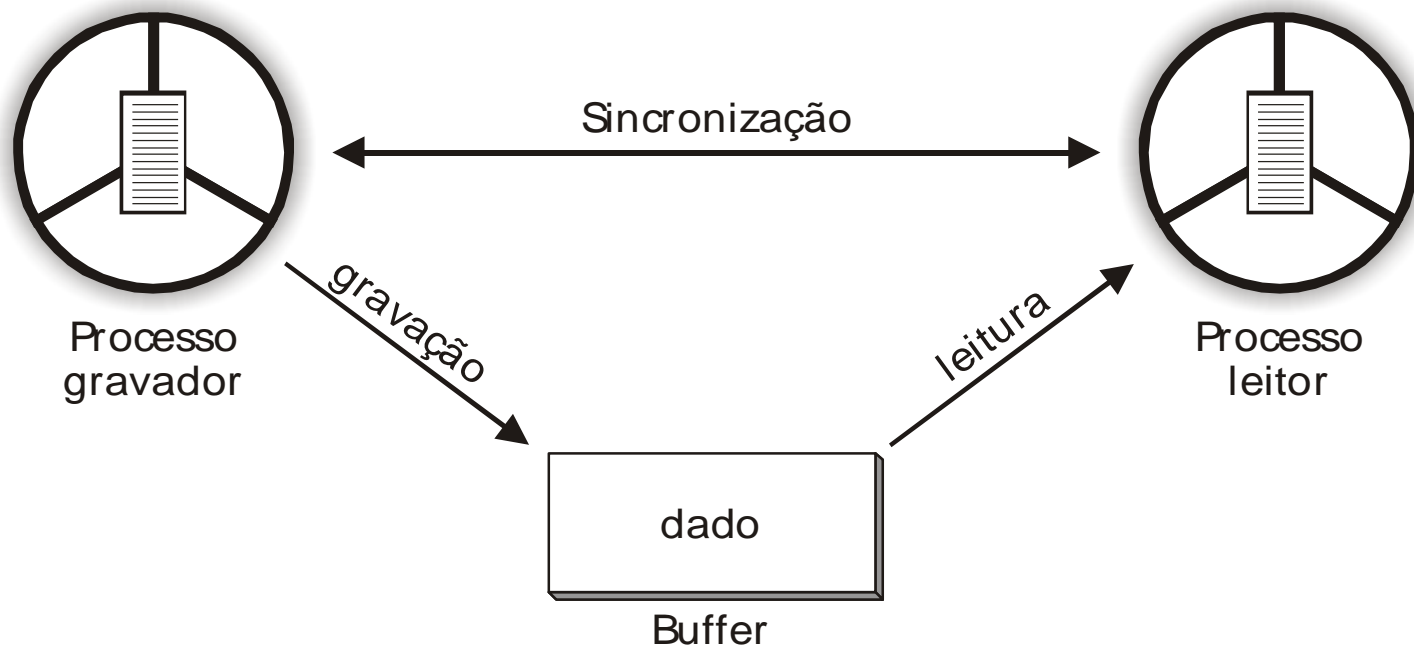 Sincronização
gravação
leitura
Processo
gravador
Processo
leitor
dado
Buffer